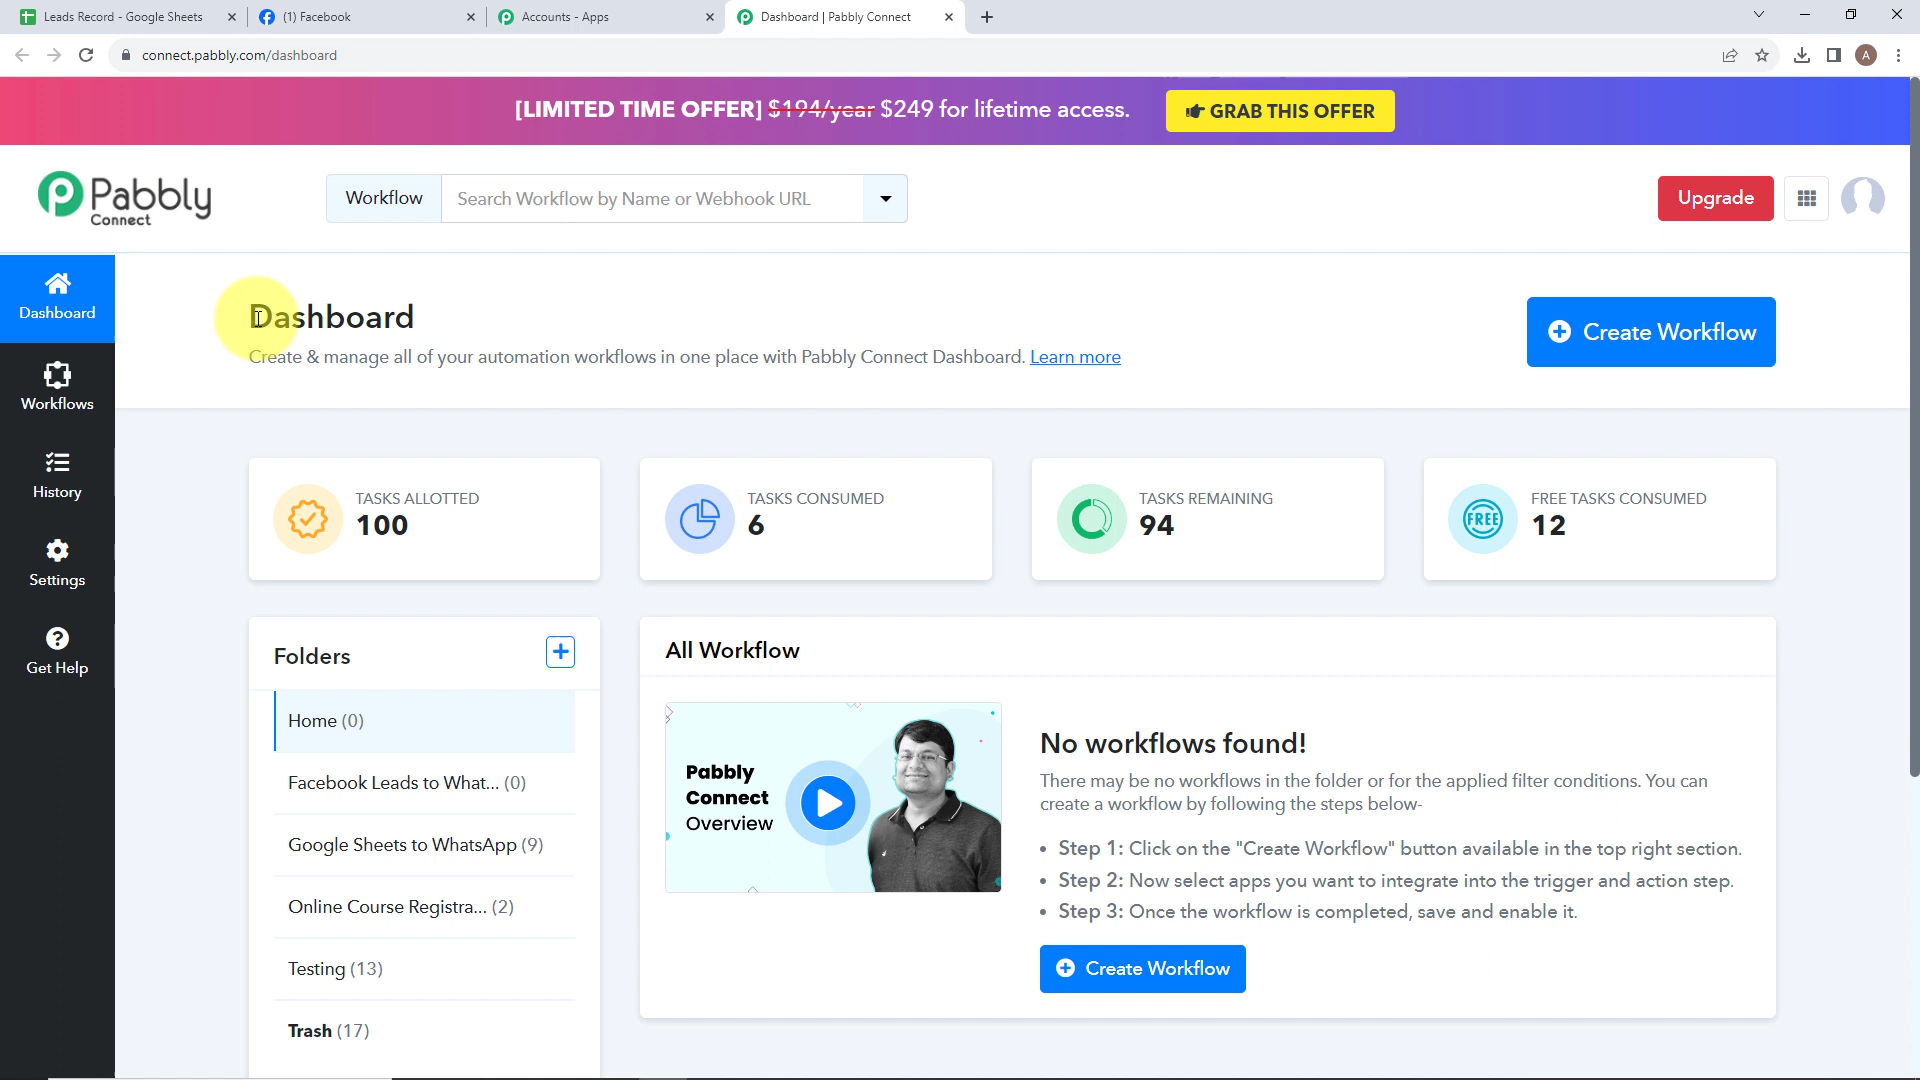 Leads Record - Google Sheets
(1) Facebook
Accounts - Apps
Dashboard | Pabbly Connect
connect.pabbly.com/dashboard
A
[LIMITED TIME OFFER] $194/year $249 for lifetime access.
GRAB THIS OFFER
Pabbly
Connect
Workflow
Search Workflow by Name or Webhook URL
Upgrade
Dashboard
Workflows
History
Settings
Get Help
Dashboard
Create & manage all of your automation workflows in one place with Pabbly Connect Dashboard. Learn more
Create Workflow
TASKS ALLOTTED
100
TASKS CONSUMED
6
TASKS REMAINING
94
FREE
FREE TASKS CONSUMED
12
Folders
Home (0)
Facebook Leads to What... (0)
Google Sheets to WhatsApp (9)
Online Course Registra... (2)
Testing (13)
Trash (17)
All Workflow
Pabbly
Connect
Overview
No workflows found!
There may be no workflows in the folder or for the applied filter conditions. You can
create a workflow by following the steps below-
• Step 1: Click on the "Create Workflow" button available in the top right section.
• Step 2: Now select apps you want to integrate into the trigger and action step.
• Step 3: Once the workflow is completed, save and enable it.
Create Workflow